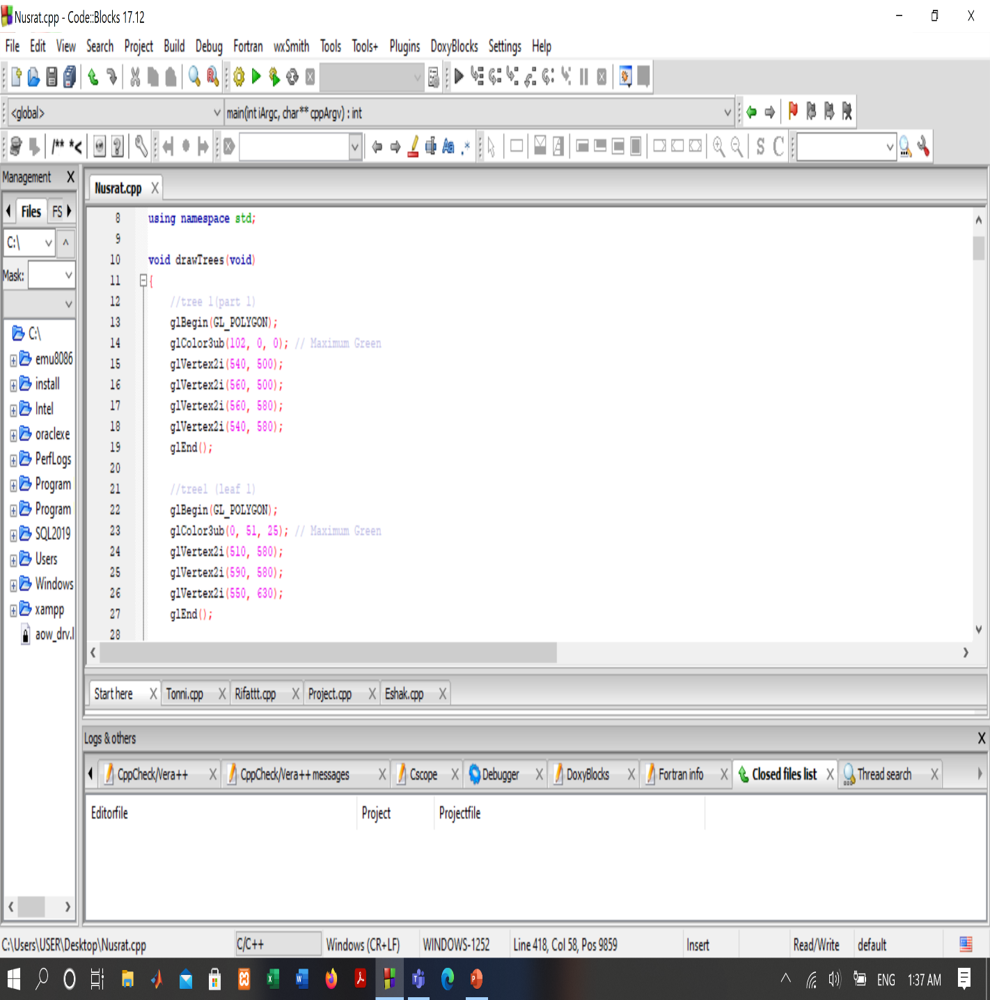 Nusrat.cpp - Code::Blocks 17.12
File Edit View Search Project Build Debug Fortran wxSmith Tools Tools+ Plugins DoxyBlocks Settings Help
<global> main(int iArgc, char** cppArgv) : int
/** *<
S C
Management X
Nusrat.cpp X
Files FS
C:\
Mask:
C:\
emu8086
install
Intel
oraclexe
PerfLogs
Program
Program
SQL2019
Users
Windows
xampp
aow_drv.l
8 using namespace std;
9
10 void drawTrees(void)
11 {
12 //tree 1(part 1)
13 glBegin(GL_POLYGON);
14 glColor3ub(102, 0, 0); // Maximum Green
15 glVertex2i(540, 500);
16 glVertex2i(560, 500);
17 glVertex2i(560, 580);
18 glVertex2i(540, 580);
19 glEnd();
20
21 //tree1 (leaf 1)
22 glBegin(GL_POLYGON);
23 glColor3ub(0, 51, 25); // Maximum Green
24 glVertex2i(510, 580);
25 glVertex2i(590, 580);
26 glVertex2i(550, 630);
27 glEnd();
28
Start here X Tonni.cpp X Rifattt.cpp X Project.cpp X Eshak.cpp X
Logs & others X
CppCheck/Vera++ X CppCheck/Vera++ messages X Cscope X Debugger X DoxyBlocks X Fortran info X Closed files list X Thread search X
Editorfile Project Projectfile
C:\Users\USER\Desktop\Nusrat.cpp C/C++ Windows (CR+LF) WINDOWS-1252 Line 418, Col 58, Pos 9859 Insert Read/Write default
ENG 1:37 AM